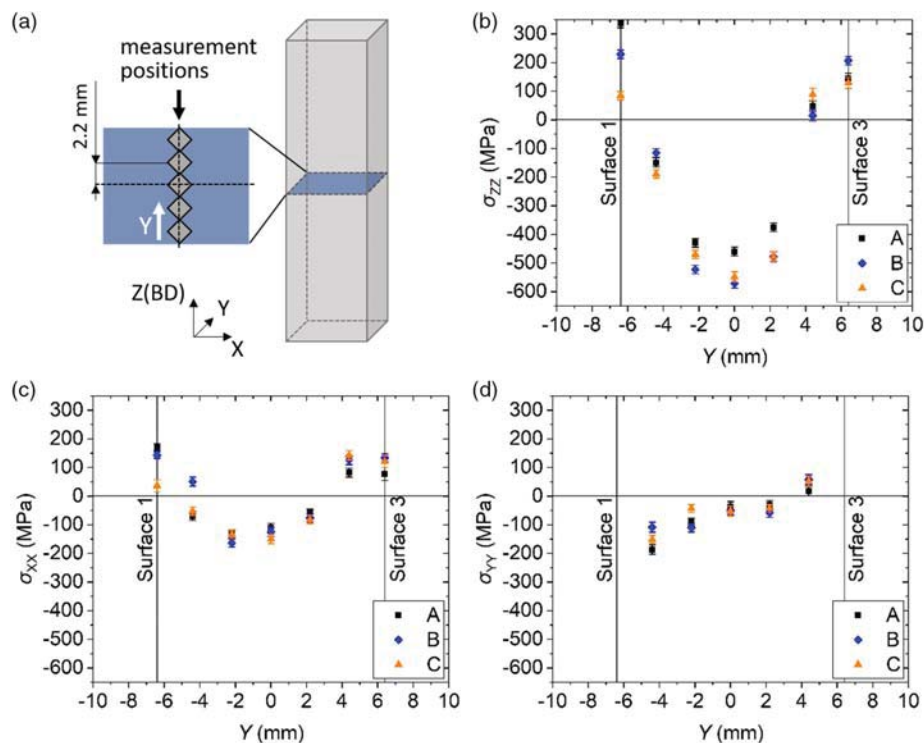 (a)
measurement
positions
2.2 mm
Y
Z(BD)
Y
X
(b)
300
200
100
0
-100
-200
-300
-400
-500
-600
σZZ (MPa)
Surface 1
Surface 3
A
B
C
-10 -8 -6 -4 -2 0 2 4 6 8 10
Y (mm)
(c)
300
200
100
0
-100
-200
-300
-400
-500
-600
σXX (MPa)
Surface 1
Surface 3
A
B
C
-10 -8 -6 -4 -2 0 2 4 6 8 10
Y (mm)
(d)
300
200
100
0
-100
-200
-300
-400
-500
-600
σYY (MPa)
Surface 1
Surface 3
A
B
C
-10 -8 -6 -4 -2 0 2 4 6 8 10
Y (mm)